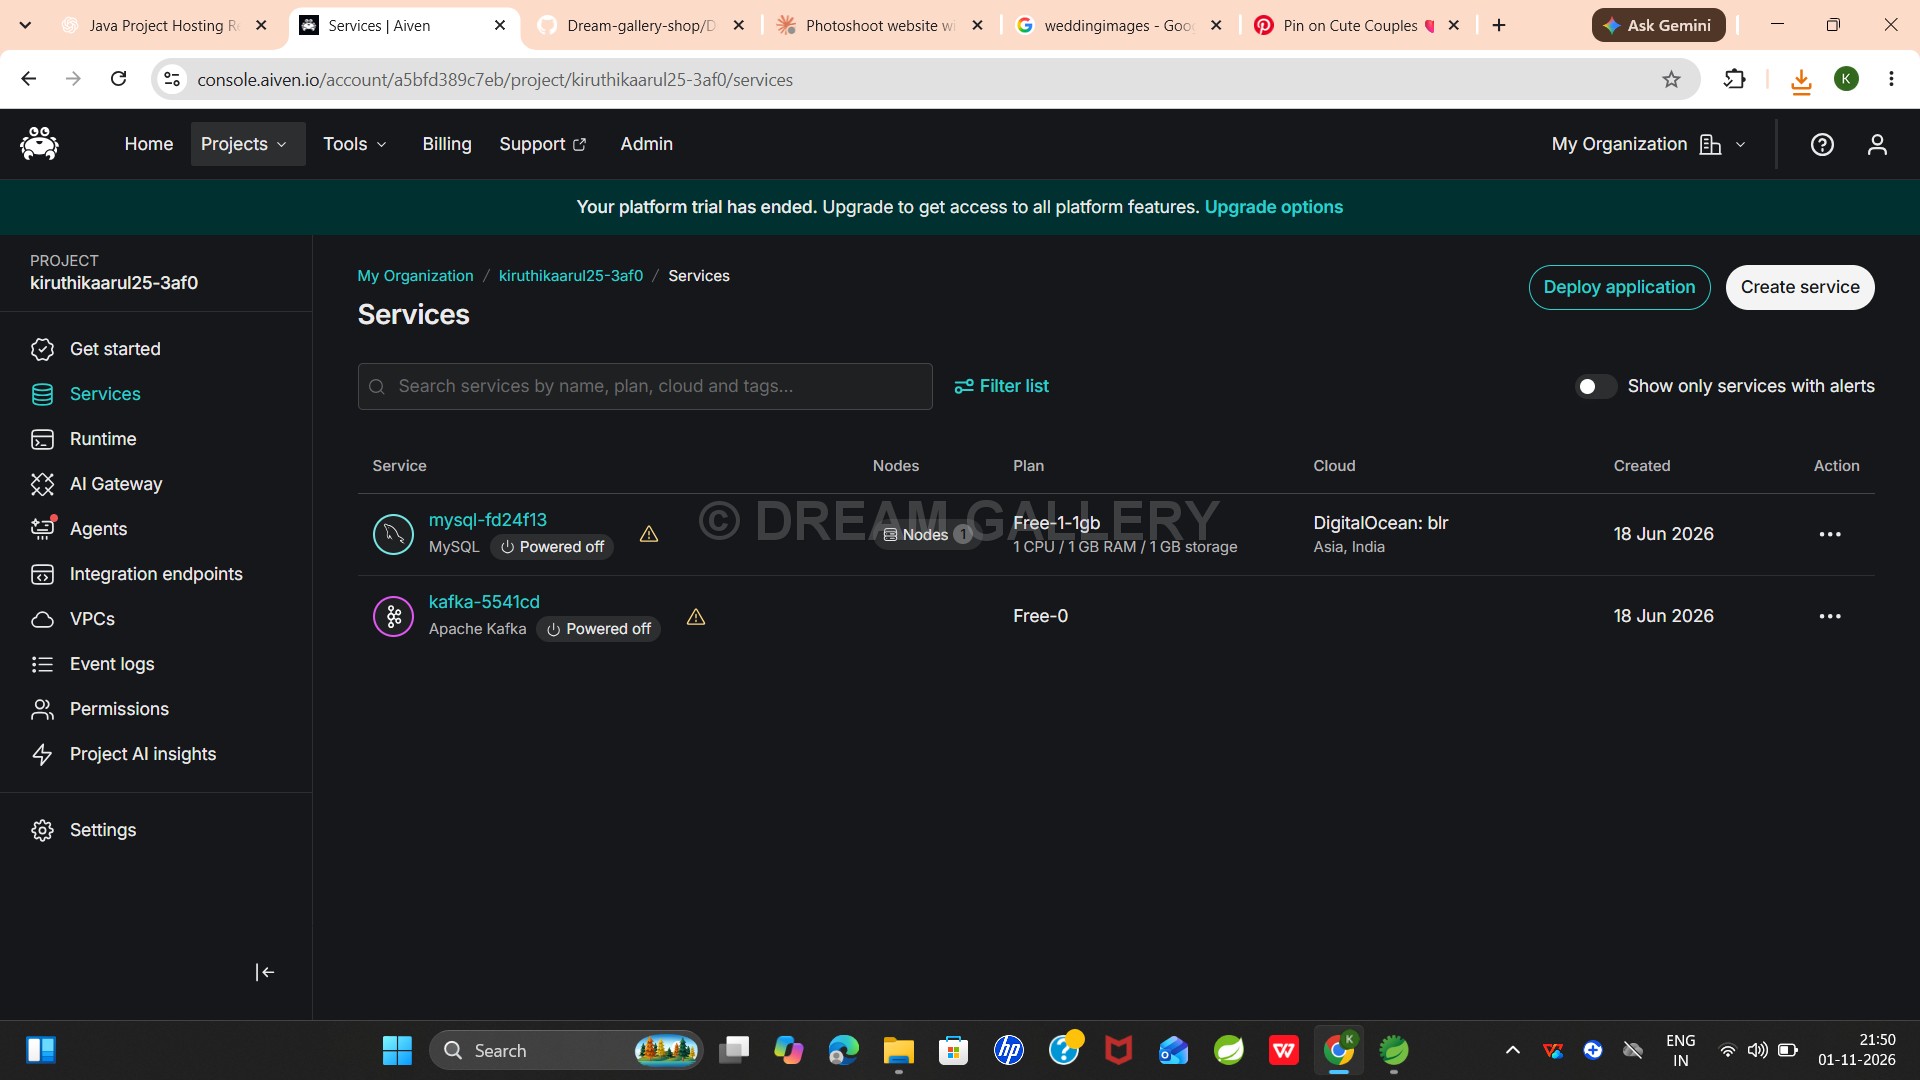 Java Project Hosting R
Services | Aiven
Dream-gallery-shop/D
Photoshoot website wi
weddingimages - Goo
Pin on Cute Couples
Ask Gemini
console.aiven.io/account/a5bfd389c7eb/project/kiruthikaarul25-3af0/services
K
Home
Projects
Tools
Billing
Support
Admin
My Organization
Your platform trial has ended. Upgrade to get access to all platform features. Upgrade options
PROJECT
kiruthikaarul25-3af0
Get started
Services
Runtime
AI Gateway
Agents
Integration endpoints
VPCs
Event logs
Permissions
Project AI insights
Settings
My Organization / kiruthikaarul25-3af0 / Services
Services
Deploy application
Create service
Search services by name, plan, cloud and tags...
Filter list
Show only services with alerts
Service Nodes Plan Cloud Created Action
mysql-fd24f13
MySQL Powered off
Nodes 1
Free-1-1gb
1 CPU / 1 GB RAM / 1 GB storage
DigitalOcean: blr
Asia, India
18 Jun 2026
© DREAM GALLERY
kafka-5541cd
Apache Kafka Powered off
Free-0
18 Jun 2026
Search
hp
K
ENG
IN
21:50
01-11-2026